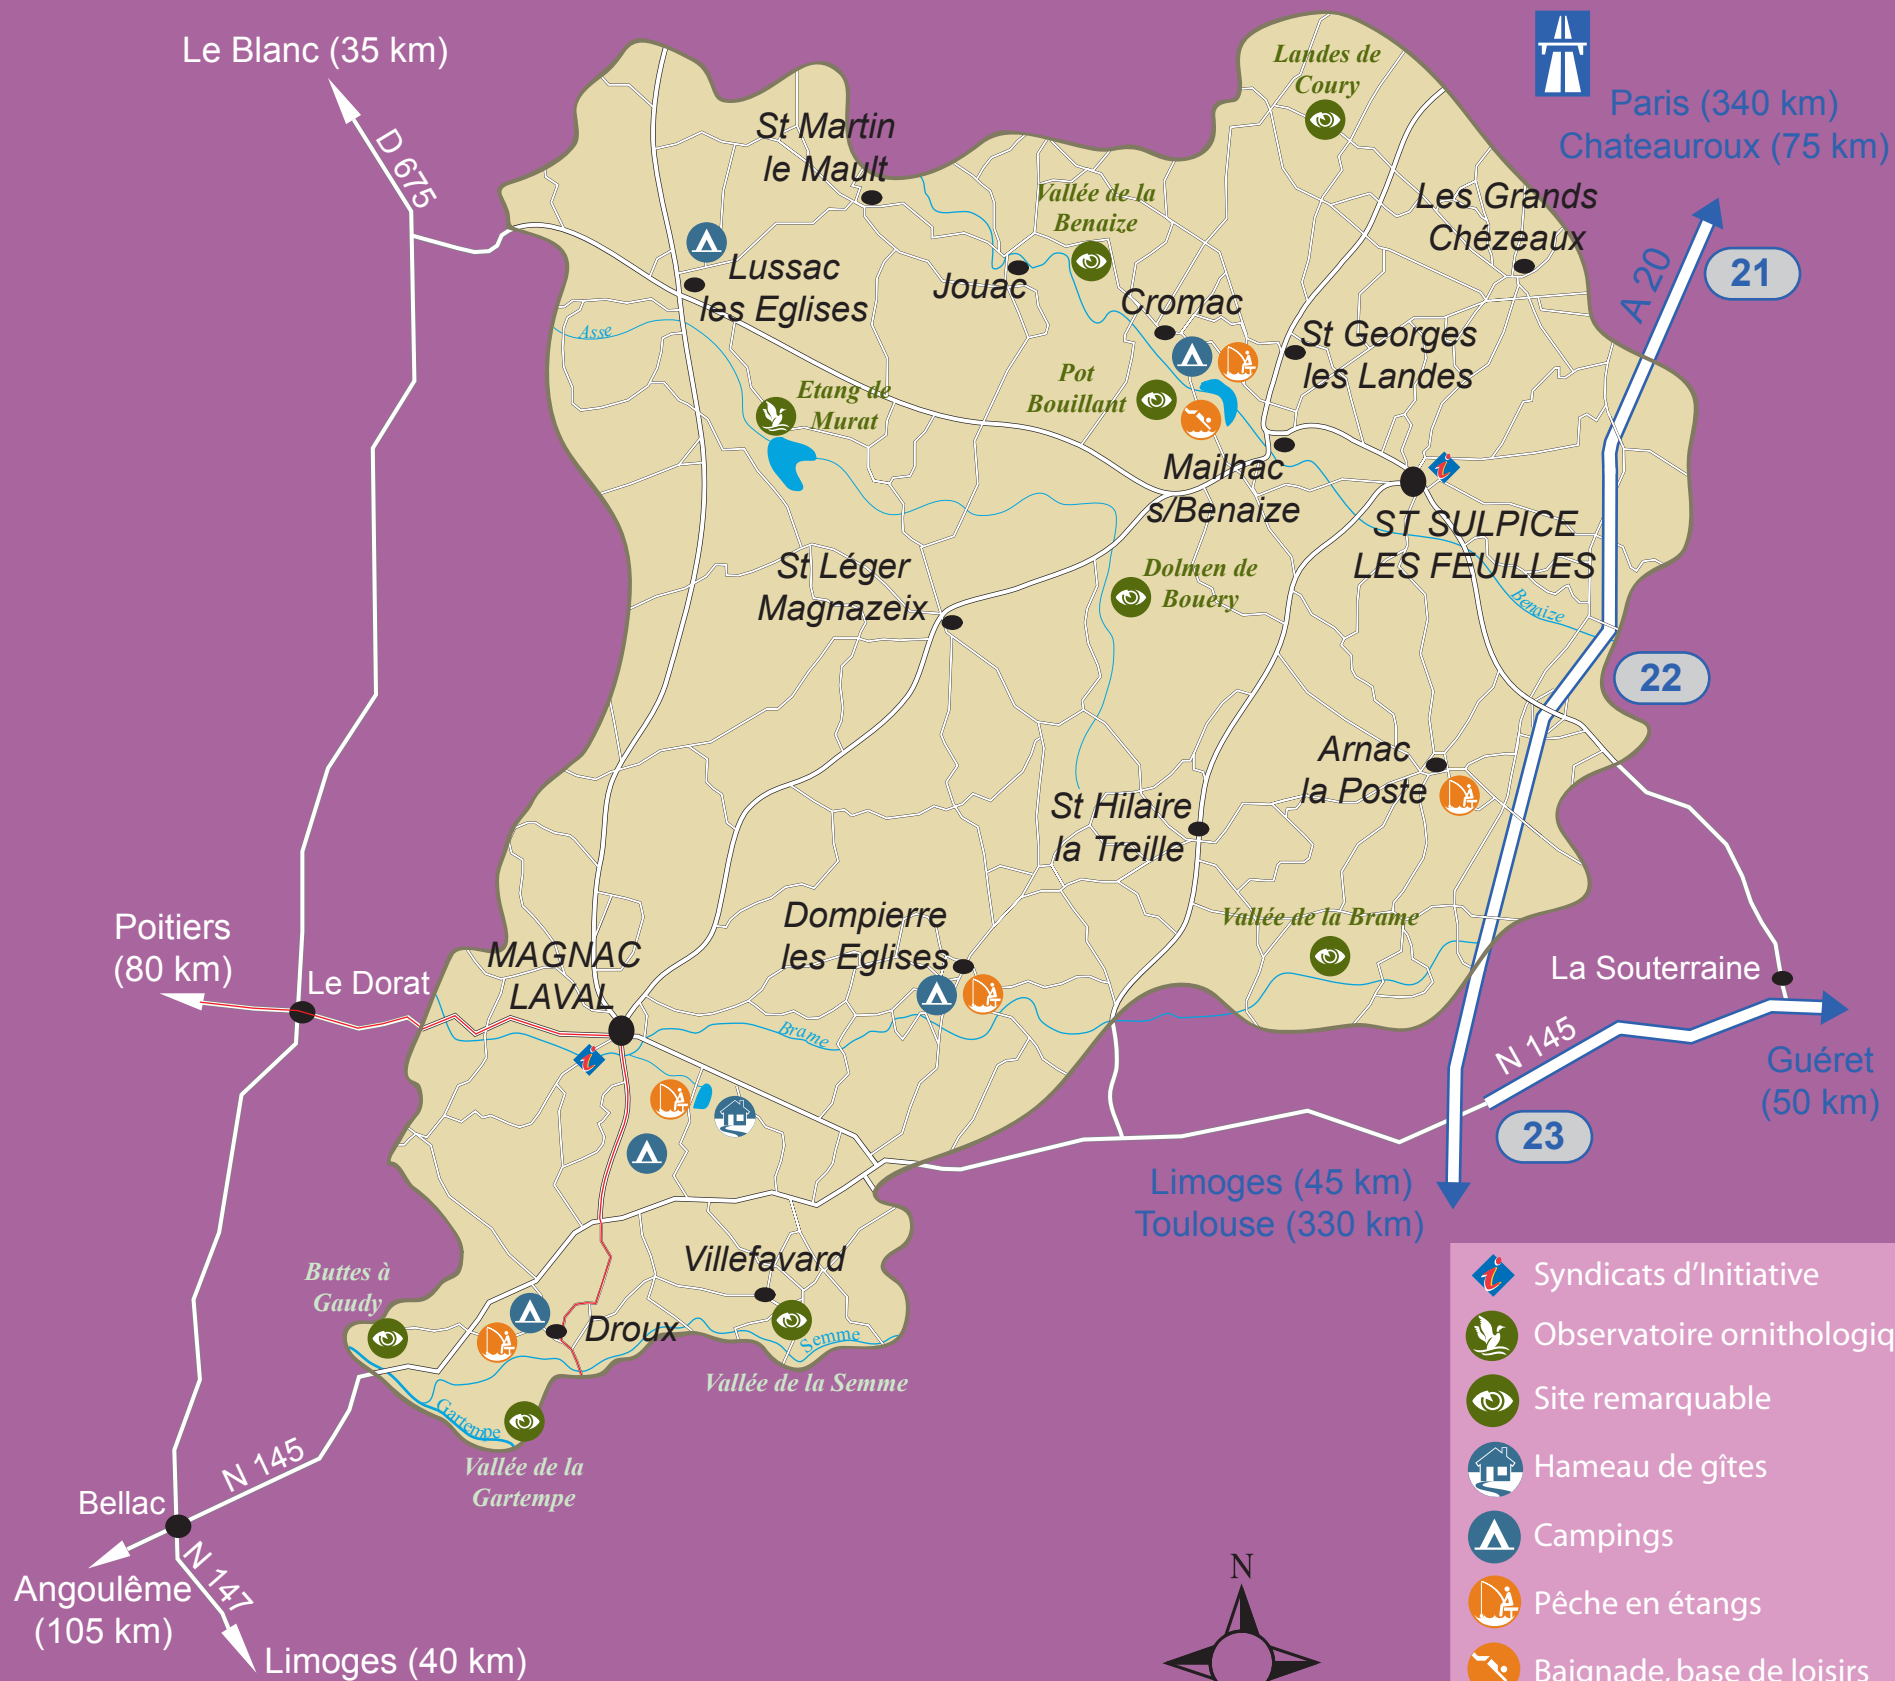 Le Blanc (35 km)
D 675
Landes de
Coury
Paris (340 km)
Chateauroux (75 km)
St Martin
le Mault
Vallée de la
Benaize
Les Grands
Chézeaux
A 20
21
Lussac
les Eglises
Jouac
Cromac
St Georges
les Landes
Asse
Etang de
Murat
Pot
Bouillant
Mailhac
s/Benaize
ST SULPICE
LES FEUILLES
St Léger
Magnazeix
Dolmen de
Bouery
Benaize
22
Arnac
la Poste
St Hilaire
la Treille
Vallée de la Brame
Dompierre
les Eglises
Poitiers
(80 km)
Le Dorat
MAGNAC
LAVAL
Brame
La Souterraine
N 145
Guéret
(50 km)
23
Limoges (45 km)
Toulouse (330 km)
Villefavard
Buttes à
Gaudy
Droux
Semme
Vallée de la Semme
Gartempe
Vallée de la
Gartempe
N 145
Bellac
N 147
Angoulême
(105 km)
Limoges (40 km)
N
Syndicats d’Initiative
Observatoire ornithologiq
Site remarquable
Hameau de gîtes
Campings
Pêche en étangs
Baignade, base de loisirs